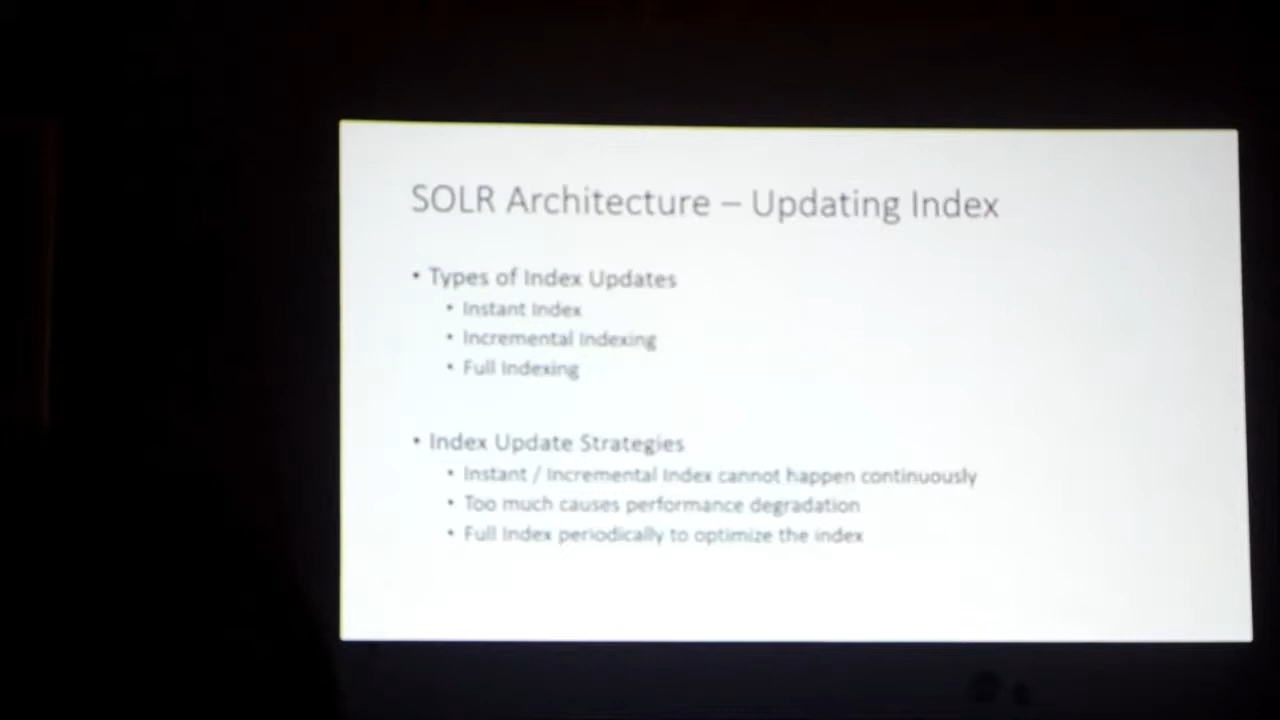 SOLR Architecture – Updating Index
• Types of Index Updates
• Instant Index
• Incremental Indexing
• Full Indexing
• Index Update Strategies
• Instant / Incremental Index cannot happen continuously
• Too much causes performance degradation
• Full Index periodically to optimize the index